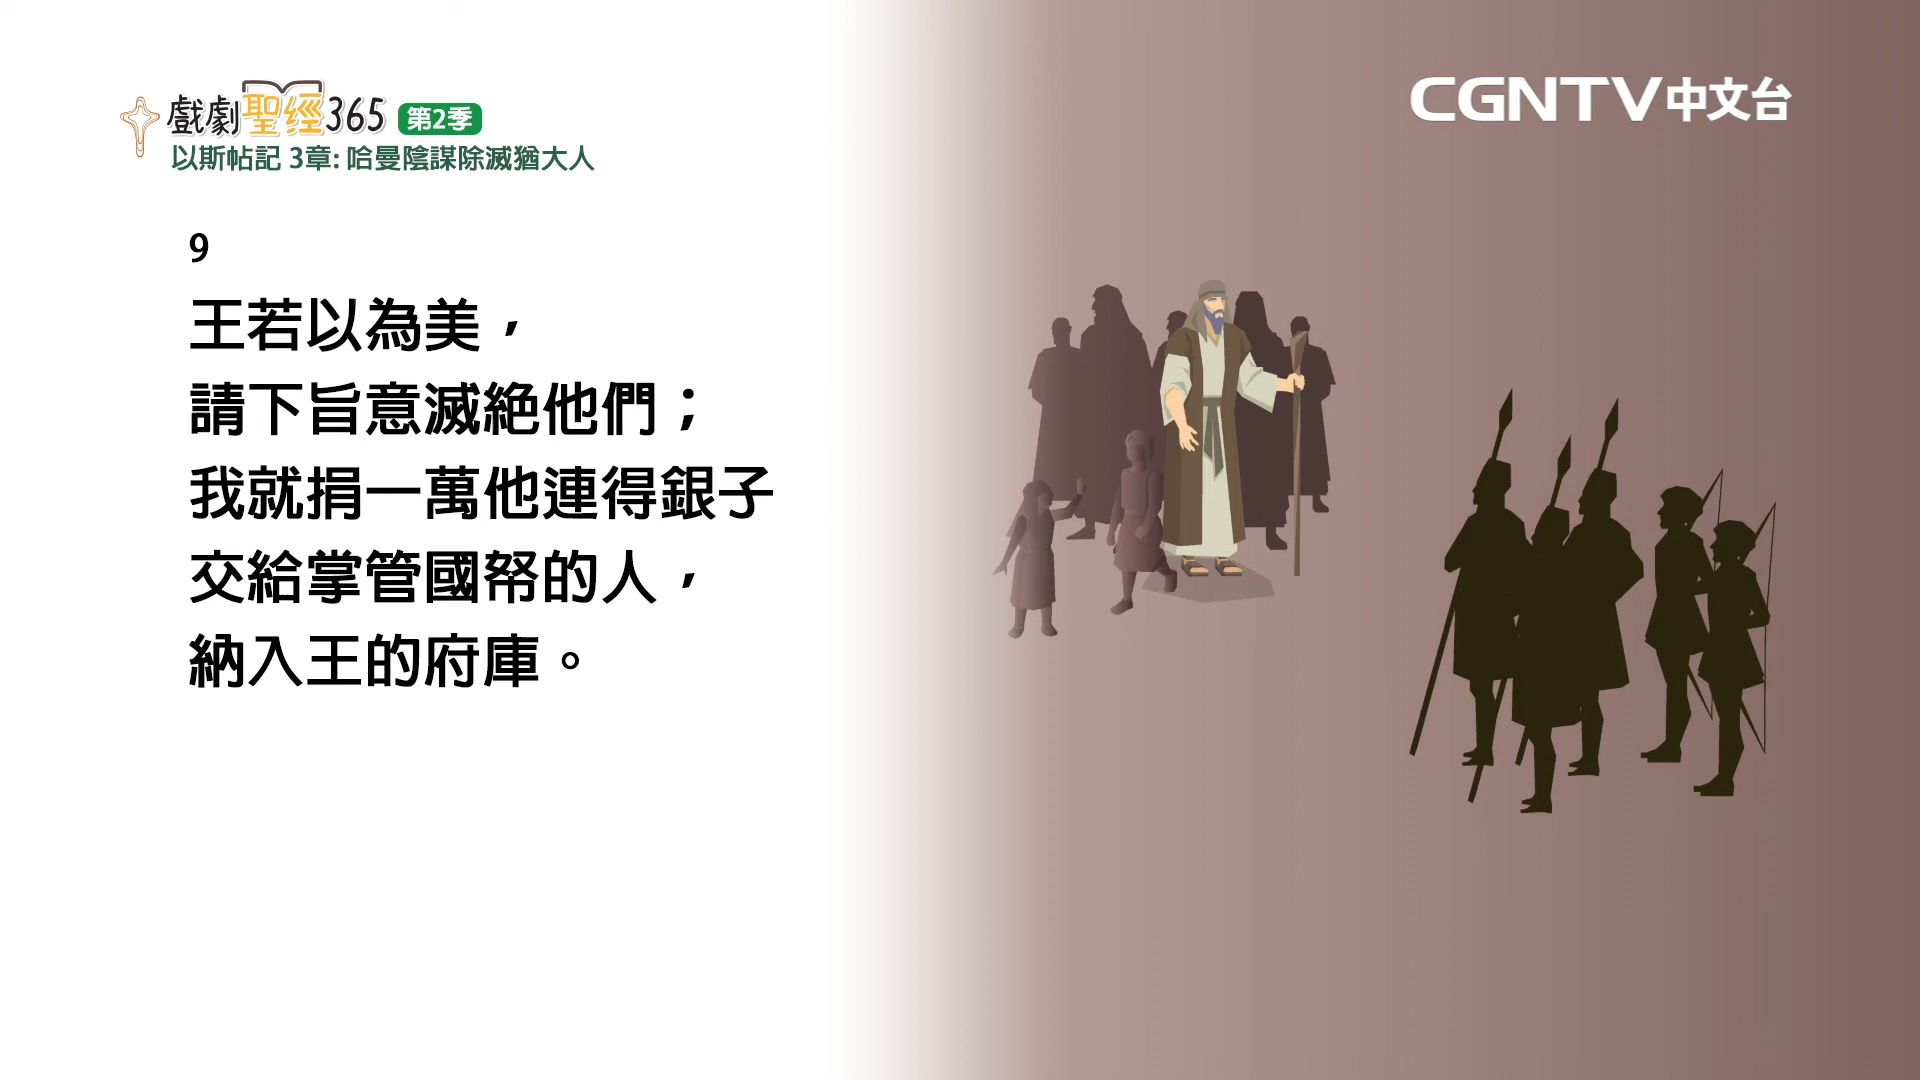 戲劇聖經365 第2季
CGNTV中文台
以斯帖記 3章: 哈曼陰謀除滅猶大人
9
王若以為美，
請下旨意滅絕他們；
我就捐一萬他連得銀子
交給掌管國帑的人，
納入王的府庫。